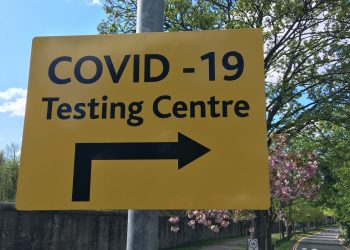 COVID -19
Testing Centre